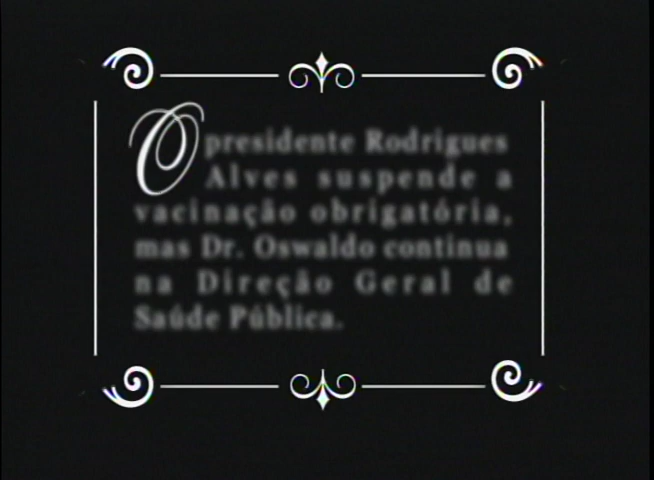 O presidente Rodrigues
Alves suspende a
vacinação obrigatória,
mas Dr. Oswaldo continua
na Direção Geral de
Saúde Pública.